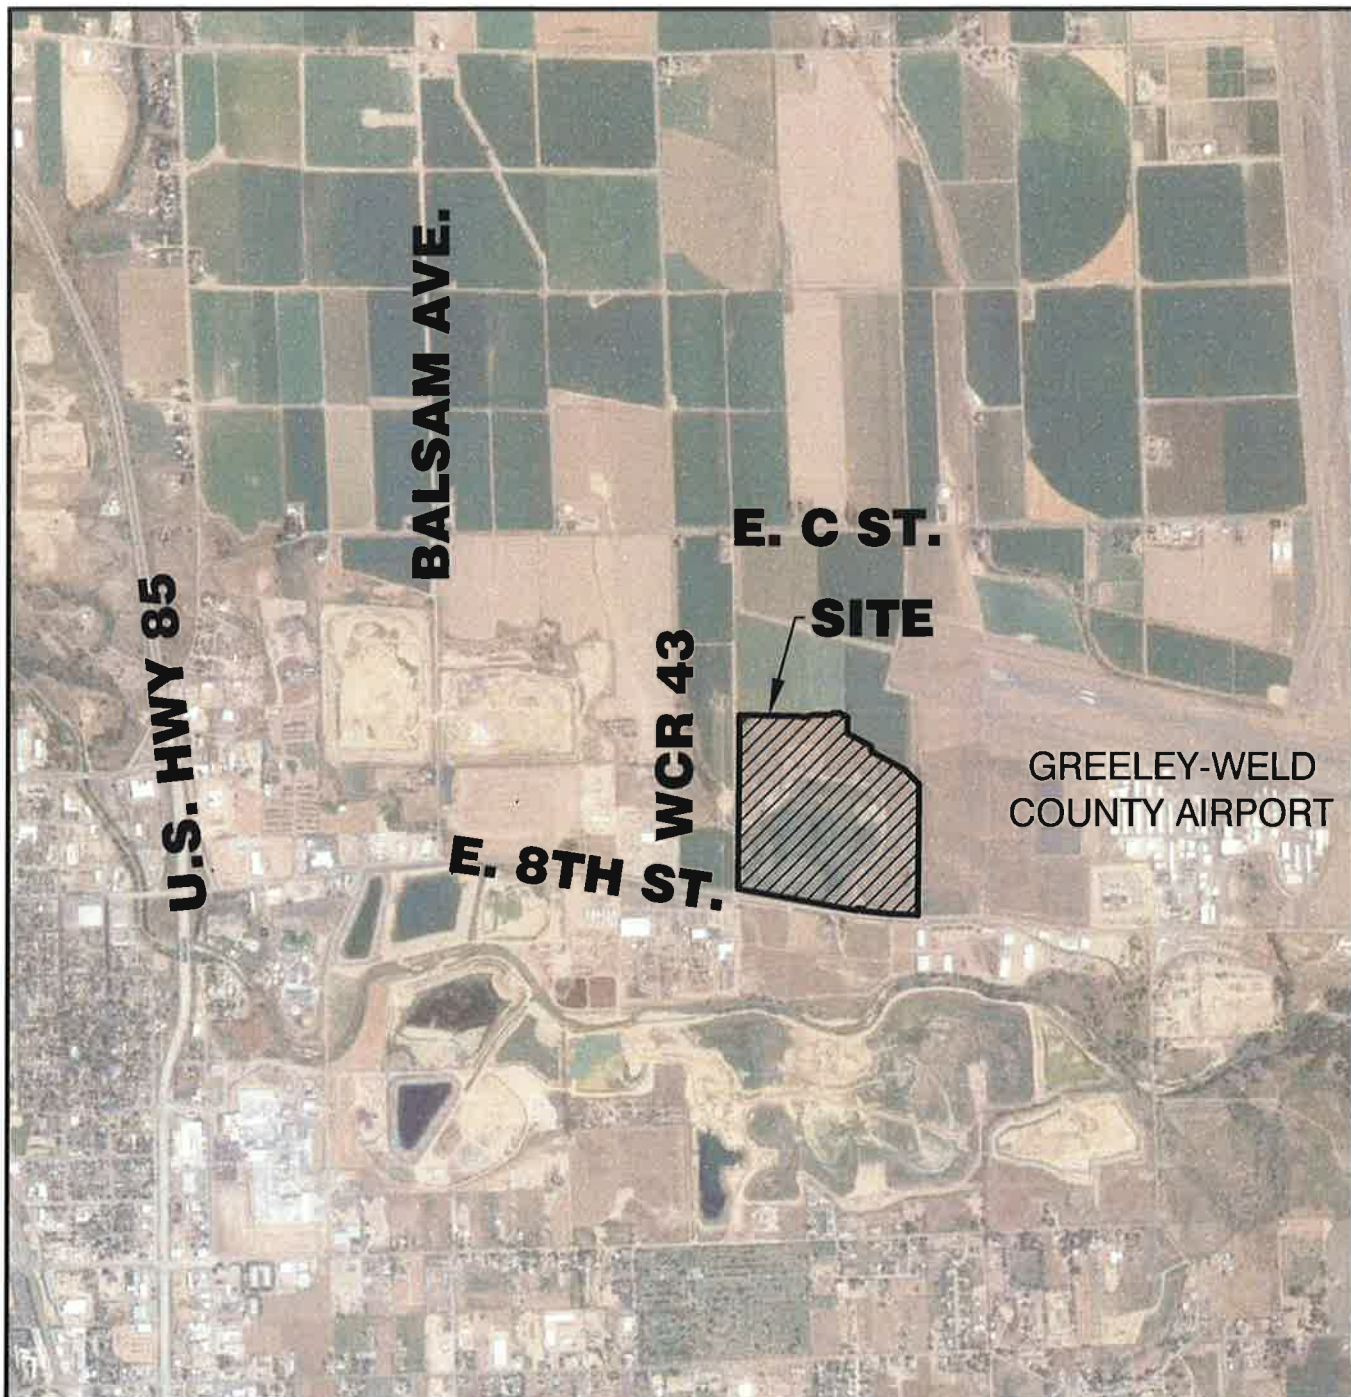 BALSAM AVE.
E. C ST.
SITE
U.S. HWY 85
WCR 43
GREELEY-WELD
COUNTY AIRPORT
E. 8TH ST.